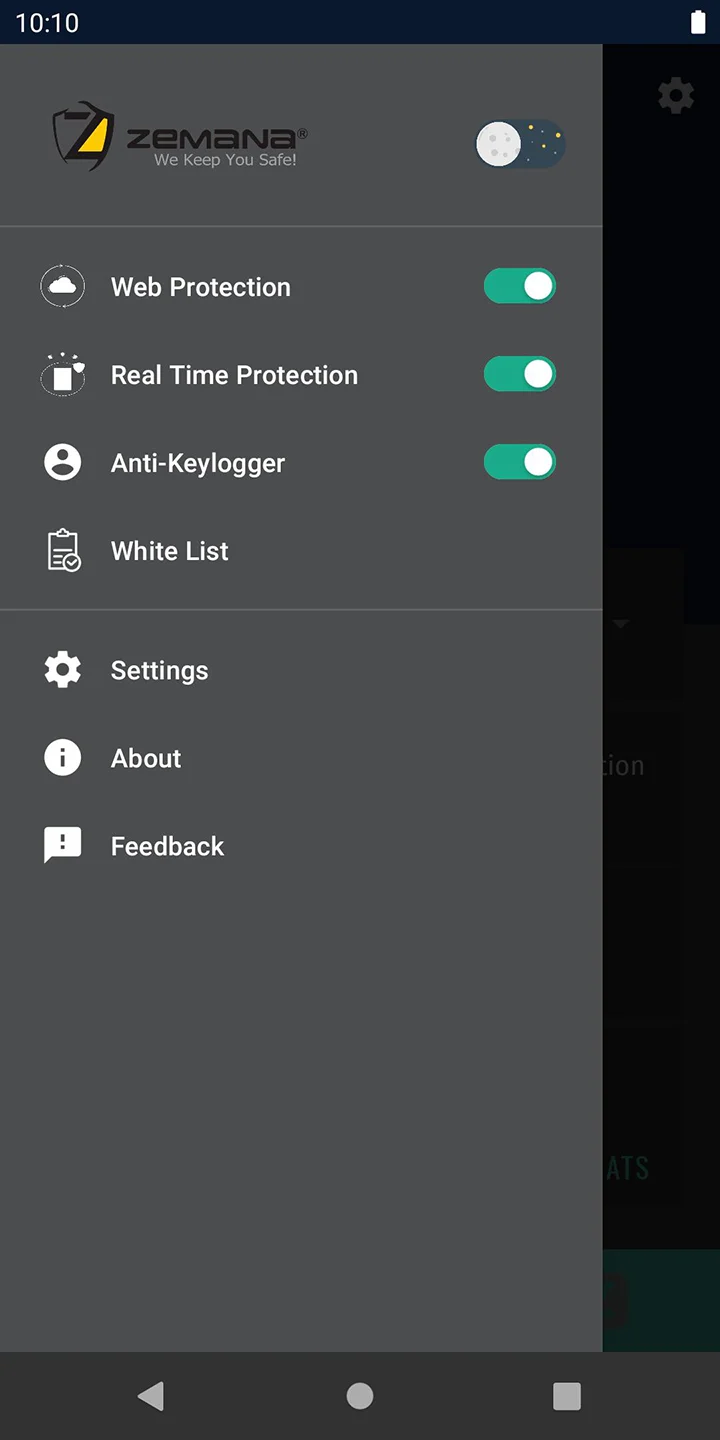 10:10
ZEMANA®
We Keep You Safe!
Web Protection
Real Time Protection
Anti-Keylogger
White List
tion
Settings
About
Feedback
ATS